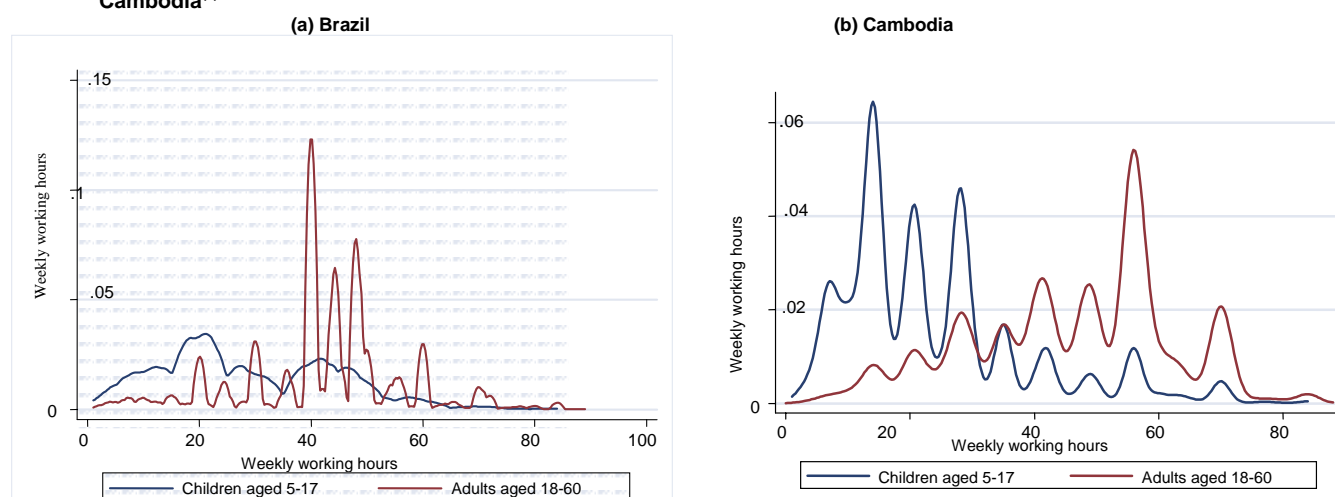 Cambodia
(a) Brazil
.15
.1
.05
0
Weekly working hours
0 20 40 60 80 100
Weekly working hours
Children aged 5-17 Adults aged 18-60
(b) Cambodia
.06
.04
.02
0
Weekly working hours
0 20 40 60 80
Weekly working hours
Children aged 5-17 Adults aged 18-60